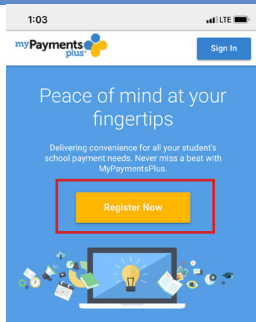 1:03
LTE
myPayments
plus
Sign In
Peace of mind at your
fingertips
Delivering convenience for all your student's
school payment needs. Never miss a beat with
MyPaymentsPlus.
Register Now